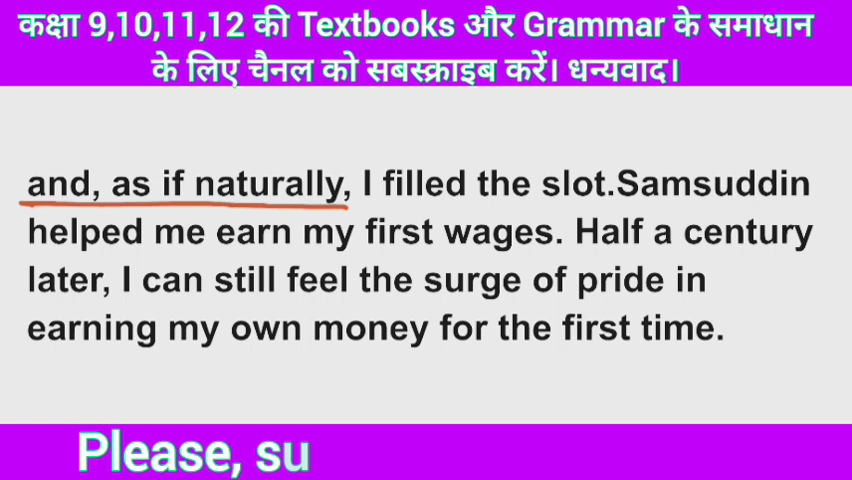 कक्षा 9,10,11,12 की Textbooks और Grammar के समाधान
के लिए चैनल को सबस्क्राइब करें। धन्यवाद।
and, as if naturally, I filled the slot.Samsuddin
helped me earn my first wages. Half a century
later, I can still feel the surge of pride in
earning my own money for the first time.
Please, su